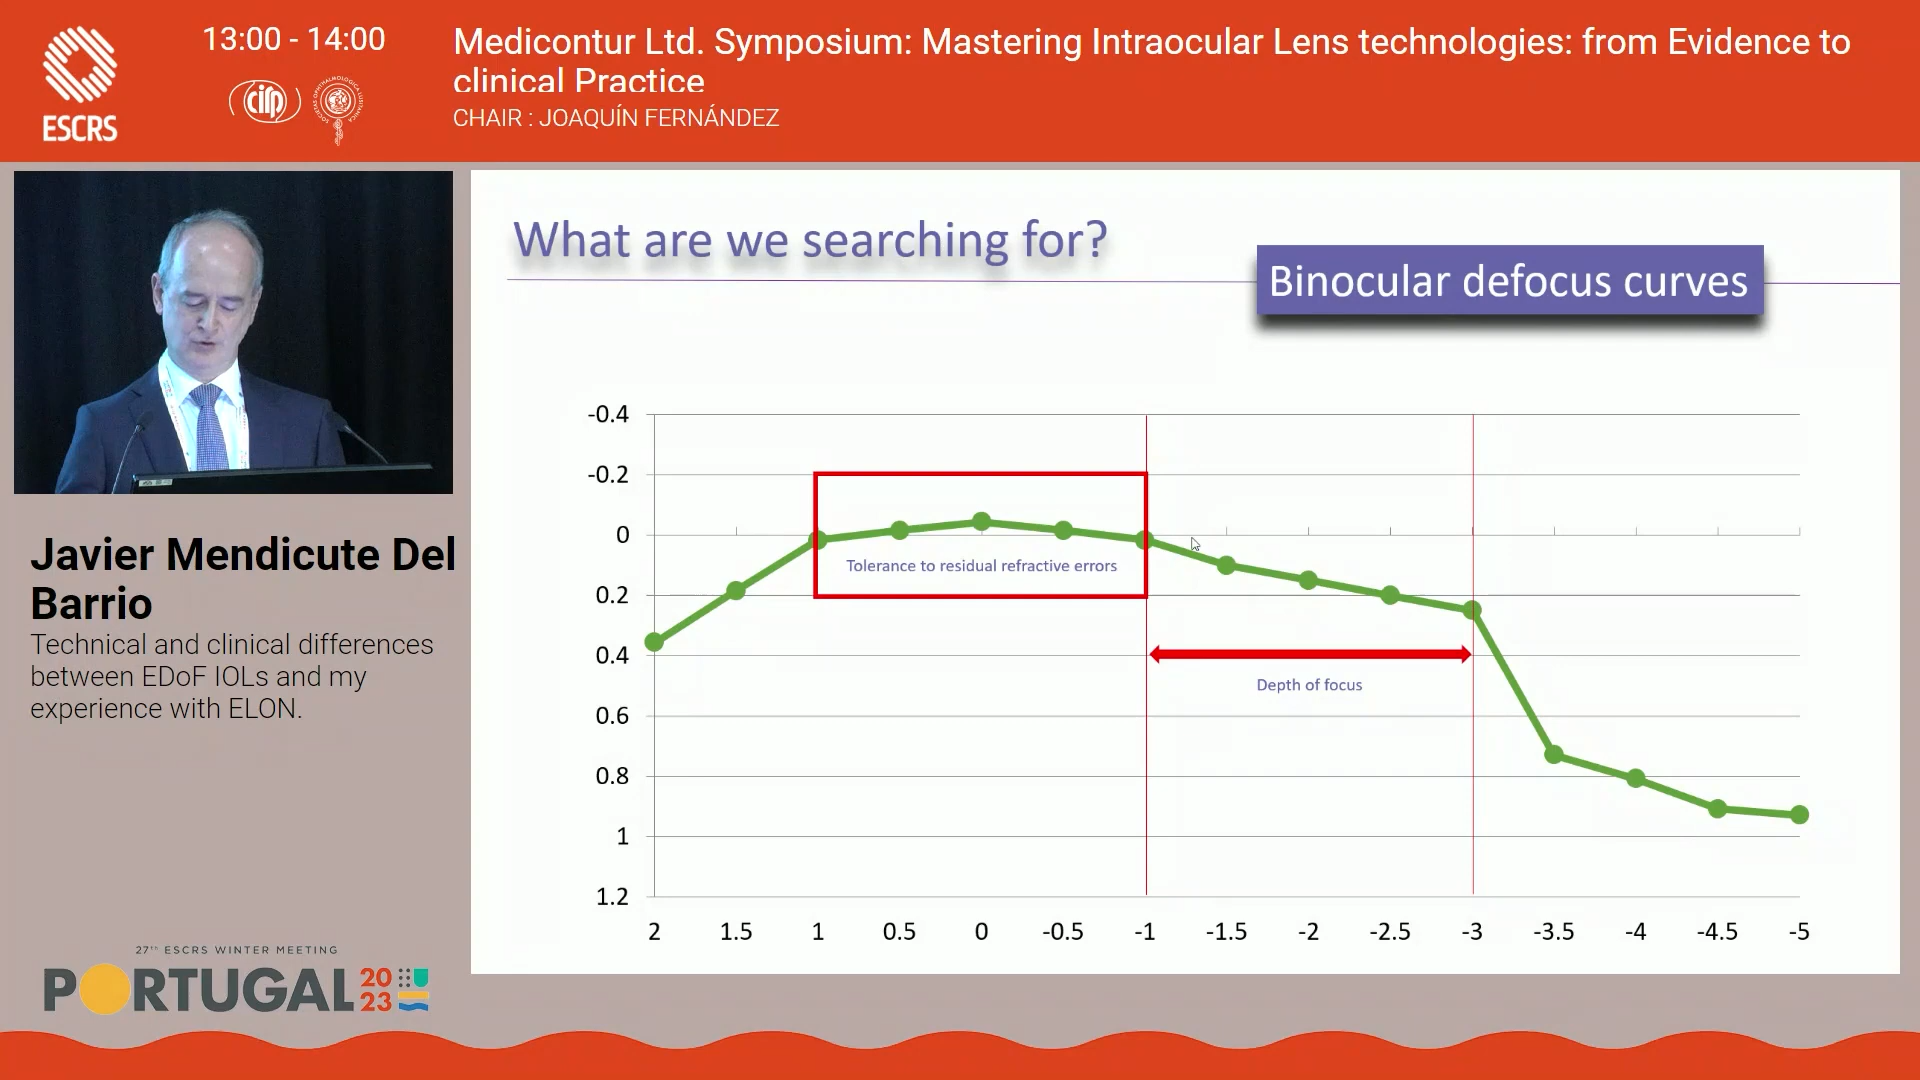 ESCRS
13:00 - 14:00
cirp
Medicontur Ltd. Symposium: Mastering Intraocular Lens technologies: from Evidence to
clinical Practice
CHAIR : JOAQUÍN FERNÁNDEZ
What are we searching for?
Binocular defocus curves
-0.4
-0.2
0
0.2
0.4
0.6
0.8
1
1.2
Tolerance to residual refractive errors
Depth of focus
2 1.5 1 0.5 0 -0.5 -1 -1.5 -2 -2.5 -3 -3.5 -4 -4.5 -5
Javier Mendicute Del
Barrio
Technical and clinical differences
between EDoF IOLs and my
experience with ELON.
27TH ESCRS WINTER MEETING
PORTUGAL 20
23